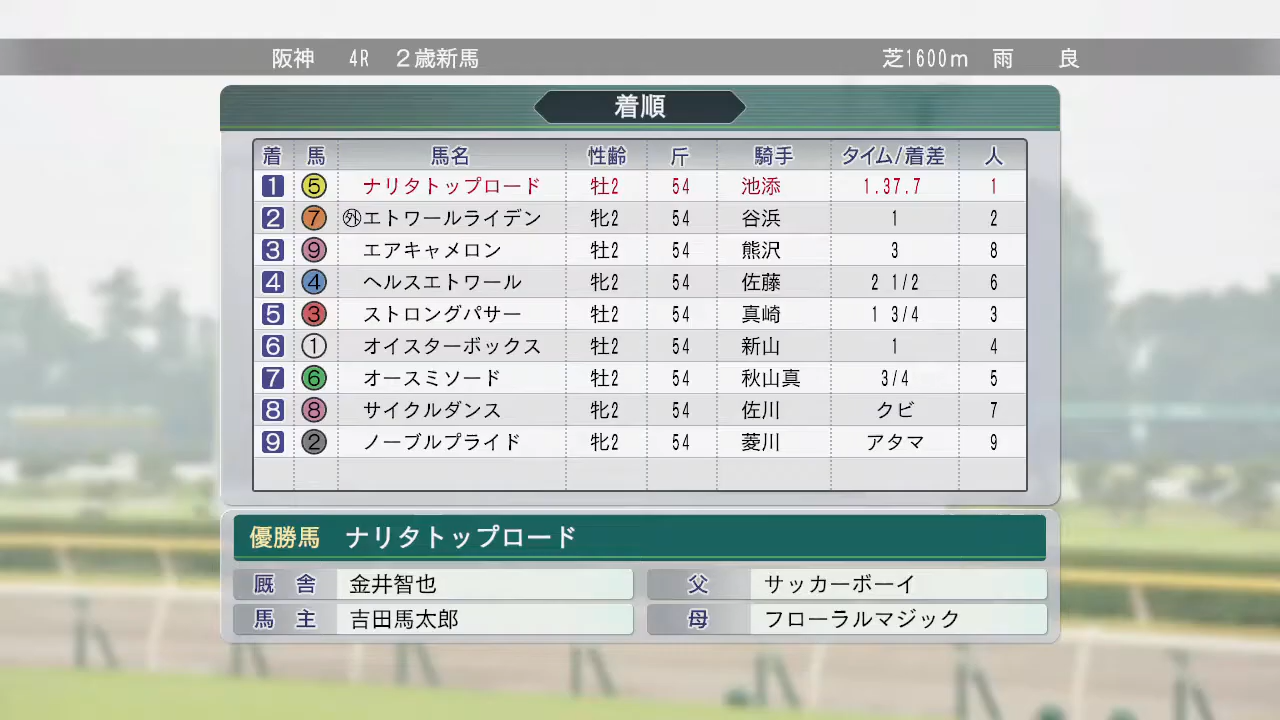 阪神 4R 2歳新馬 芝1600m 雨 良
着順
着 馬 馬名 性齢 斤 騎手 タイム/着差 人
1 5 ナリタトップロード 牡2 54 池添 1.37.7 1
2 7 外 エトワールライデン 牝2 54 谷浜 1 2
3 9 エアキャメロン 牡2 54 熊沢 3 8
4 4 ヘルスエトワール 牝2 54 佐藤 2 1/2 6
5 3 ストロングパサー 牡2 54 真崎 1 3/4 3
6 1 オイスターボックス 牡2 54 新山 1 4
7 6 オースミソード 牡2 54 秋山真 3/4 5
8 8 サイクルダンス 牝2 54 佐川 クビ 7
9 2 ノーブルプライド 牝2 54 菱川 アタマ 9
優勝馬 ナリタトップロード
厩舎 金井智也 父 サッカーボーイ
馬主 吉田馬太郎 母 フローラルマジック